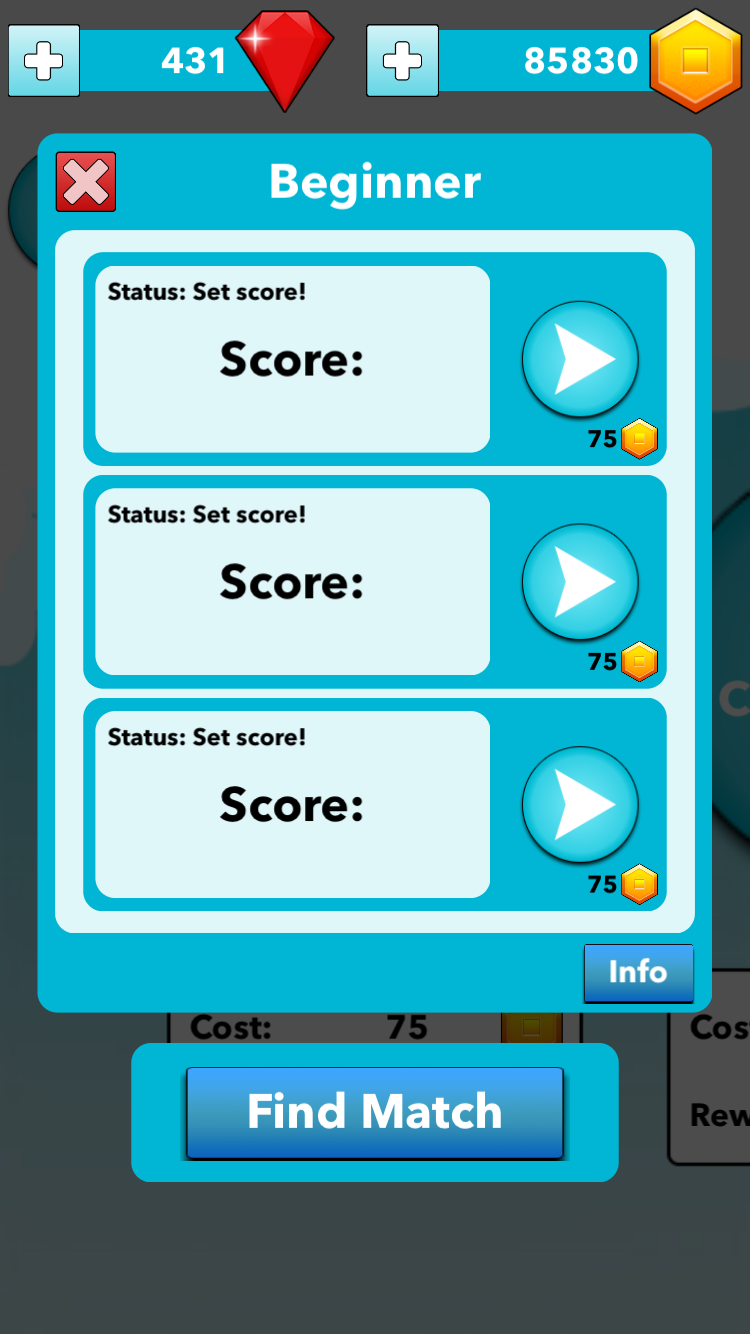 431
85830
Beginner
Status: Set score!
Score:
75
Status: Set score!
Score:
75
Status: Set score!
Score:
75
Info
Cost: 75
Cos
Rew
Find Match
C